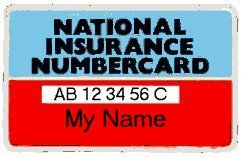 NATIONAL
INSURANCE
NUMBERCARD
AB 12 34 56 C
My Name